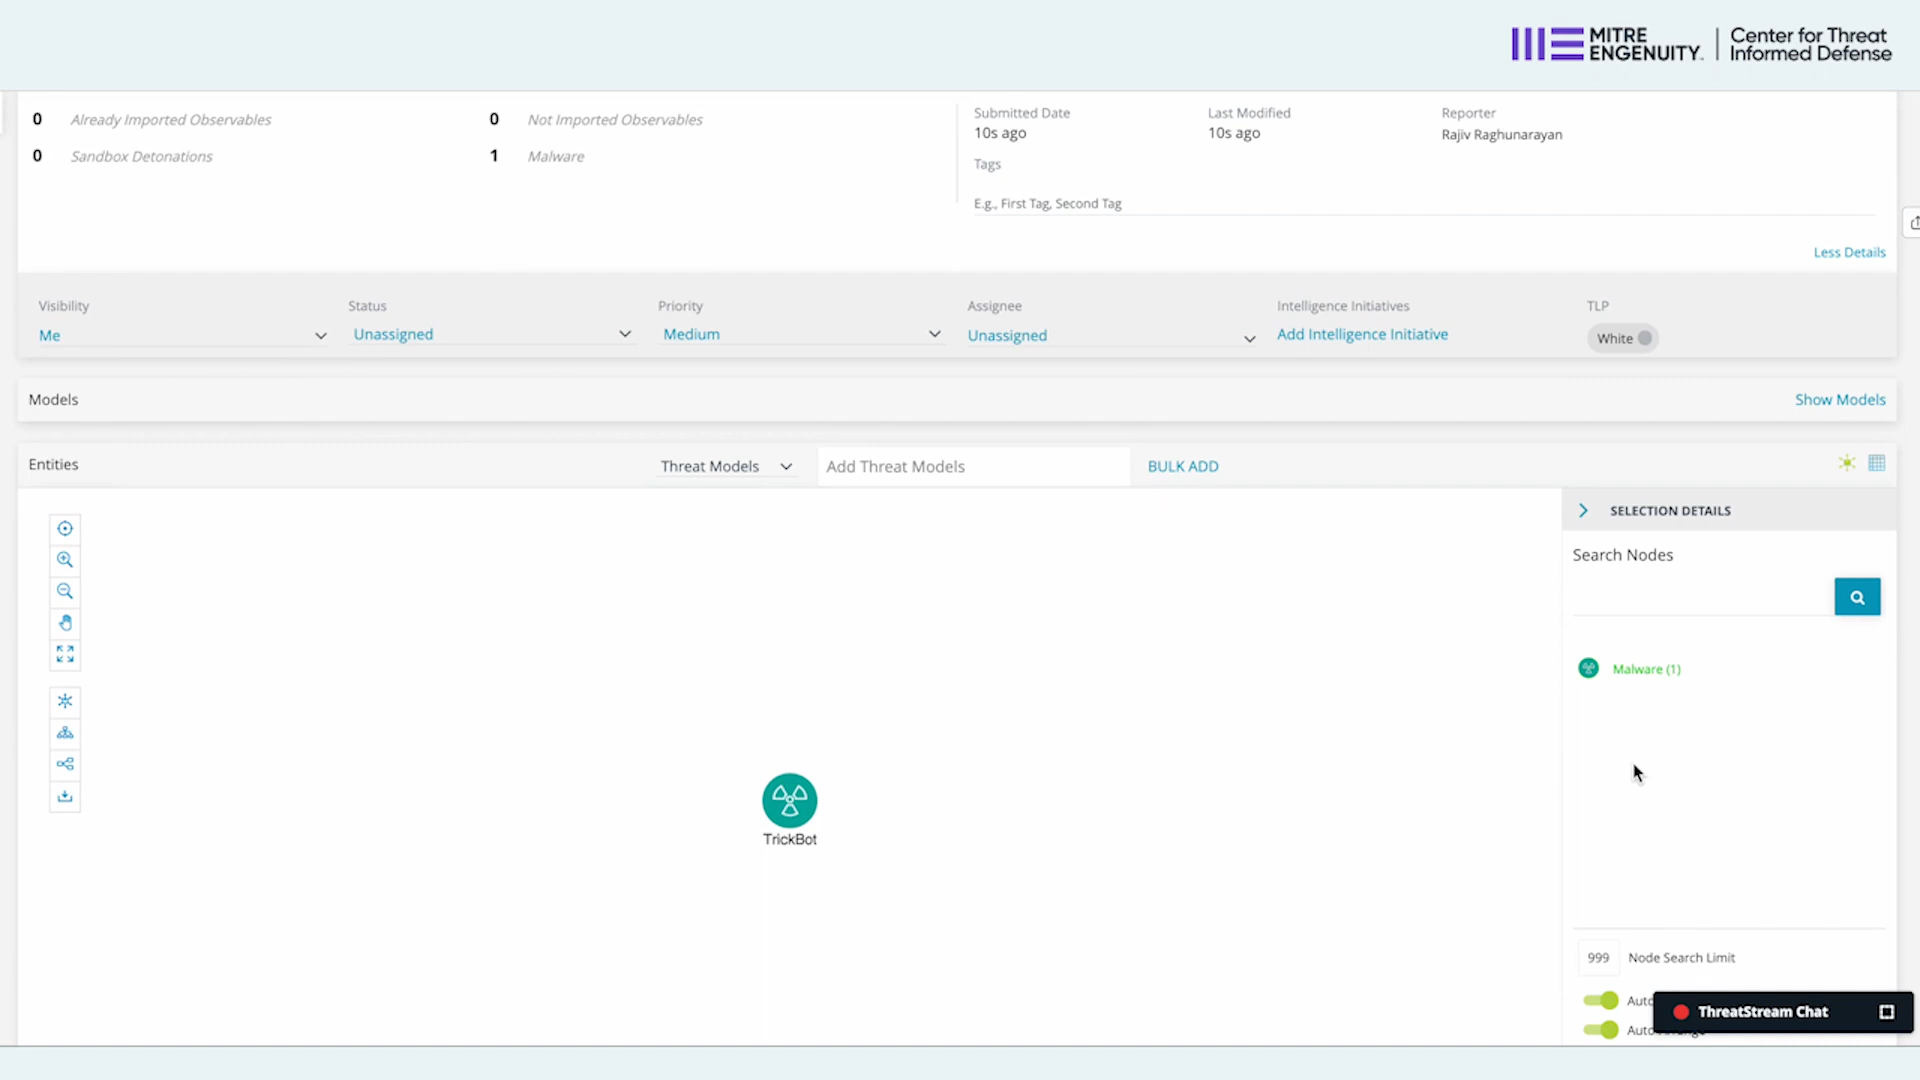 MITRE ENGENUITY.
Center for Threat Informed Defense
0 Already Imported Observables
0 Not Imported Observables
0 Sandbox Detonations
1 Malware
Submitted Date
10s ago
Last Modified
10s ago
Reporter
Rajiv Raghunarayan
Tags
E.g., First Tag, Second Tag
Less Details
Visibility
Me
Status
Unassigned
Priority
Medium
Assignee
Unassigned
Intelligence Initiatives
Add Intelligence Initiative
TLP
White
Models
Show Models
Entities
Threat Models
Add Threat Models
BULK ADD
SELECTION DETAILS
Search Nodes
Malware (1)
TrickBot
999 Node Search Limit
Auto
Auto
ThreatStream Chat